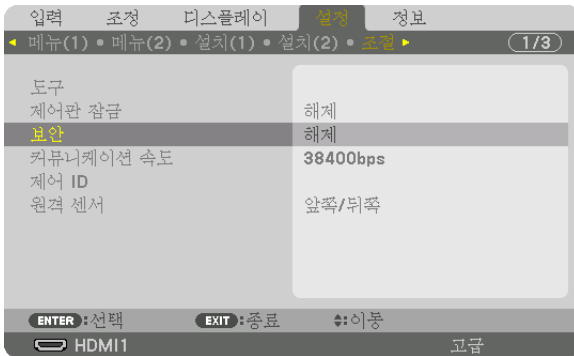 입력 조정 디스플레이 설정 정보
메뉴(1) • 메뉴(2) • 설치(1) • 설치(2) • 조절 1/3
도구
제어판 잠금 해제
보안 해제
커뮤니케이션 속도 38400bps
제어 ID
원격 센서 앞쪽/뒤쪽
ENTER :선택 EXIT :종료 :이동
HDMI1 고급